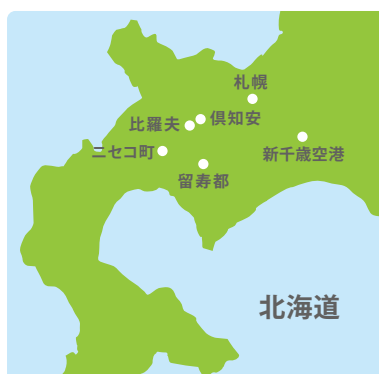 札幌
倶知安
比羅夫
ニセコ町
新千歳空港
留寿都
北海道